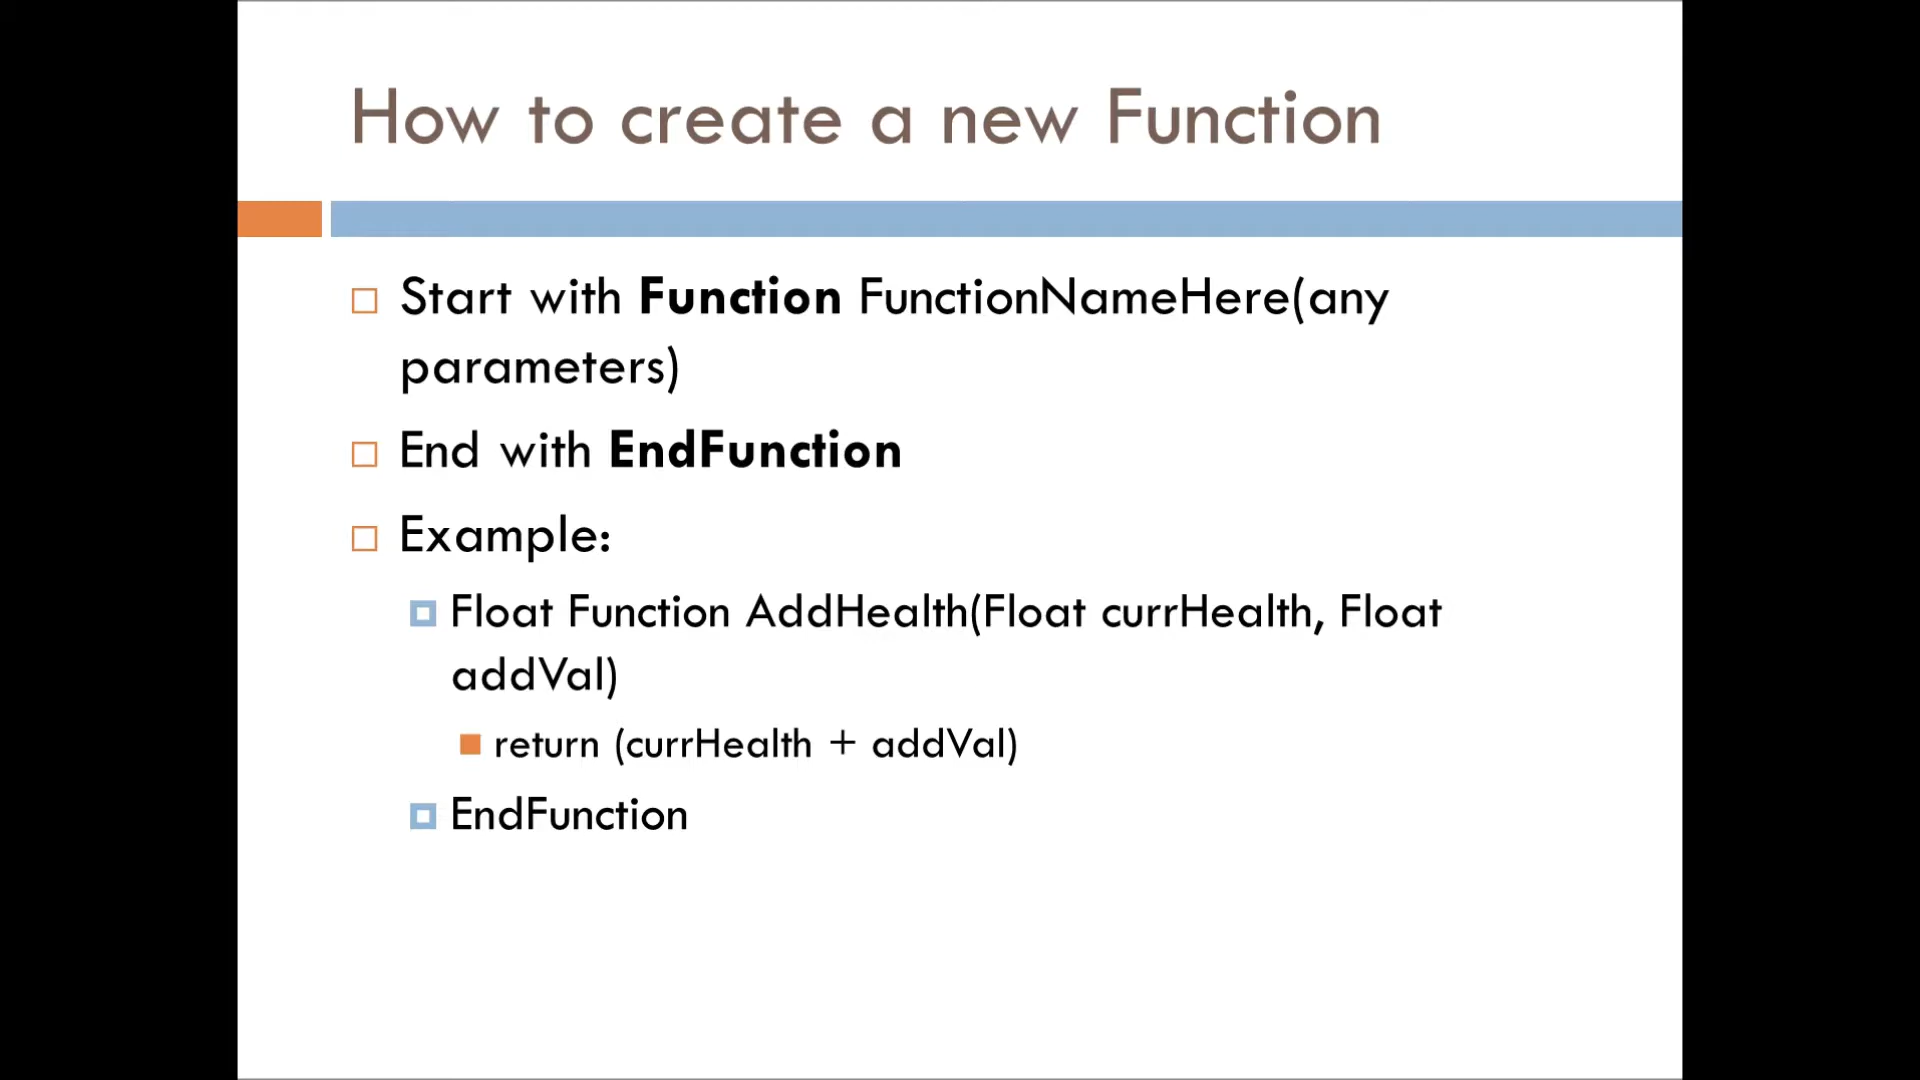 How to create a new Function
Start with Function FunctionNameHere(any
parameters)
End with EndFunction
Example:
Float Function AddHealth(Float currHealth, Float
addVal)
return (currHealth + addVal)
EndFunction